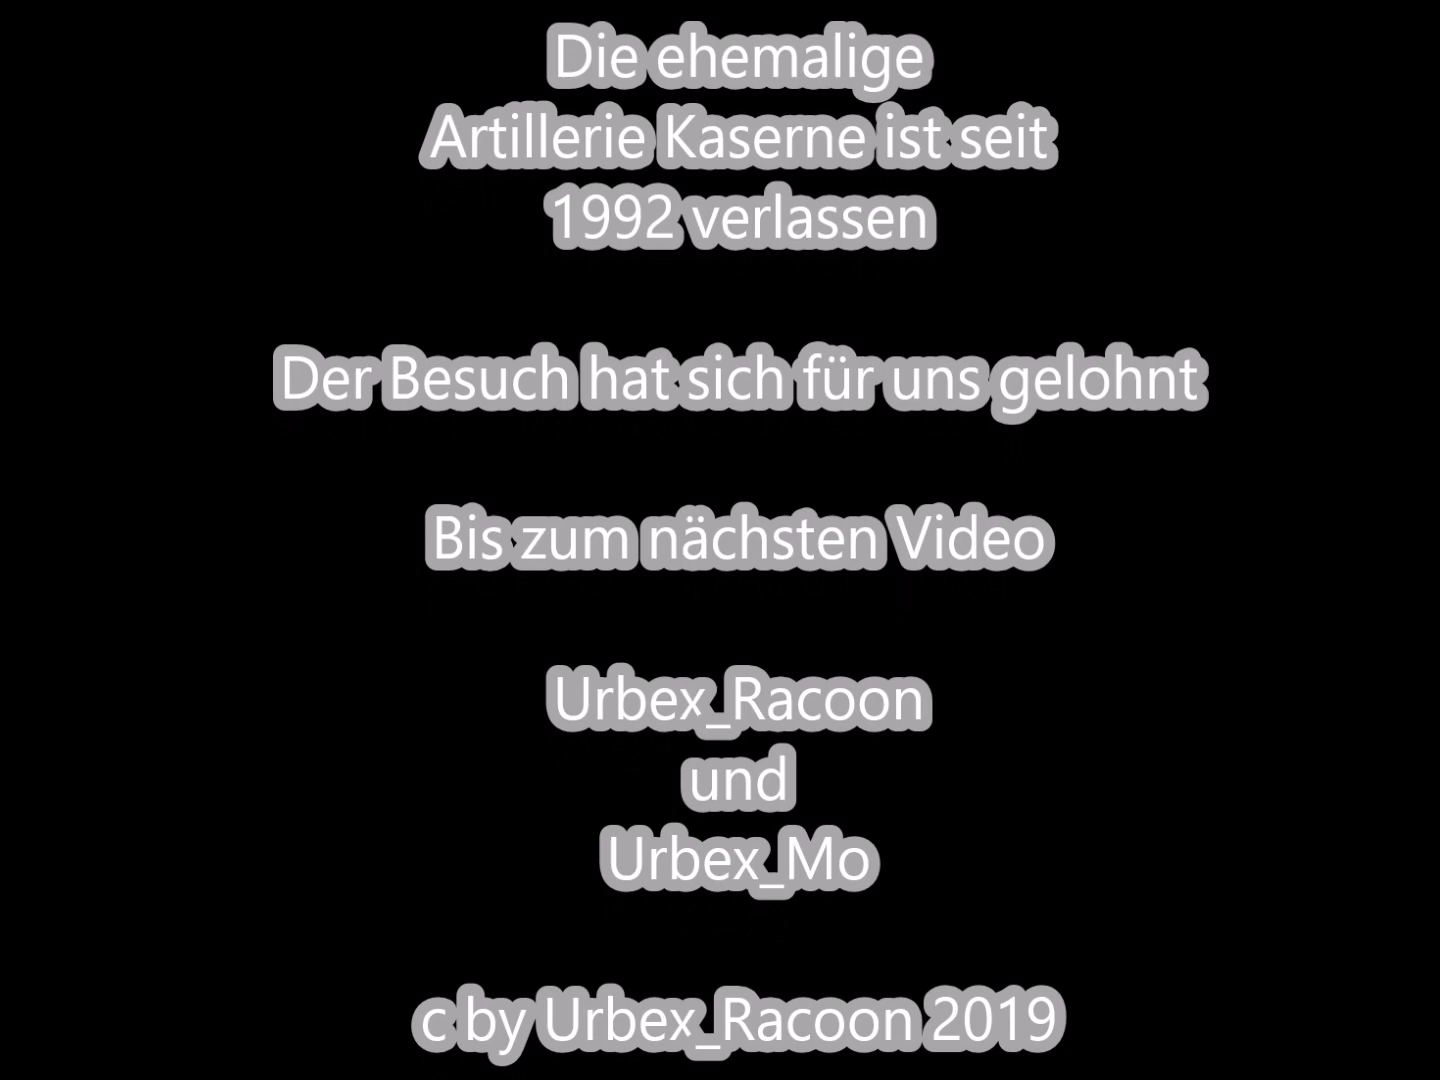 Die ehemalige
Artillerie Kaserne ist seit
1992 verlassen
Der Besuch hat sich für uns gelohnt
Bis zum nächsten Video
Urbex_Racoon
und
Urbex_Mo
c by Urbex_Racoon 2019